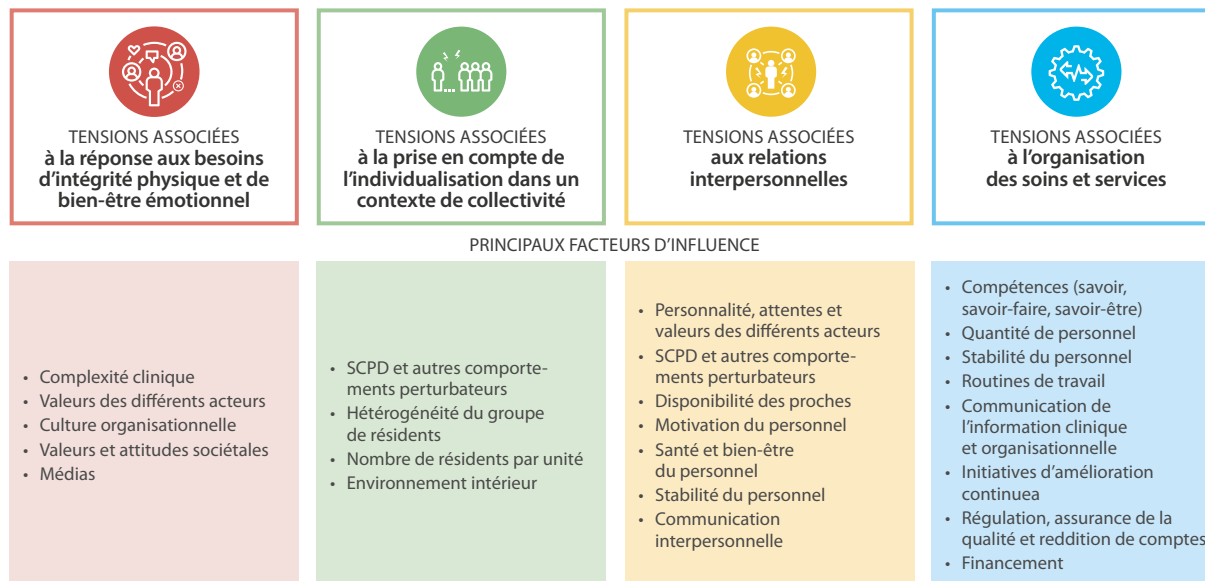 TENSIONS ASSOCIÉES
à la réponse aux besoins
d'intégrité physique et de
bien-être émotionnel
TENSIONS ASSOCIÉES
à la prise en compte de
l'individualisation dans un
contexte de collectivité
TENSIONS ASSOCIÉES
aux relations
interpersonnelles
TENSIONS ASSOCIÉES
à l'organisation
des soins et services
PRINCIPAUX FACTEURS D'INFLUENCE
• Complexité clinique
• Valeurs des différents acteurs
• Culture organisationnelle
• Valeurs et attitudes sociétales
• Médias
• SCPD et autres comporte-
ments perturbateurs
• Hétérogénéité du groupe
de résidents
• Nombre de résidents par unité
• Environnement intérieur
• Personnalité, attentes et
valeurs des différents acteurs
• SCPD et autres comporte-
ments perturbateurs
• Disponibilité des proches
• Motivation du personnel
• Santé et bien-être
du personnel
• Stabilité du personnel
• Communication
interpersonnelle
• Compétences (savoir,
savoir-faire, savoir-être)
• Quantité de personnel
• Stabilité du personnel
• Routines de travail
• Communication de
l'information clinique
et organisationnelle
• Initiatives d'amélioration
continuea
• Régulation, assurance de la
qualité et reddition de comptes
• Financement